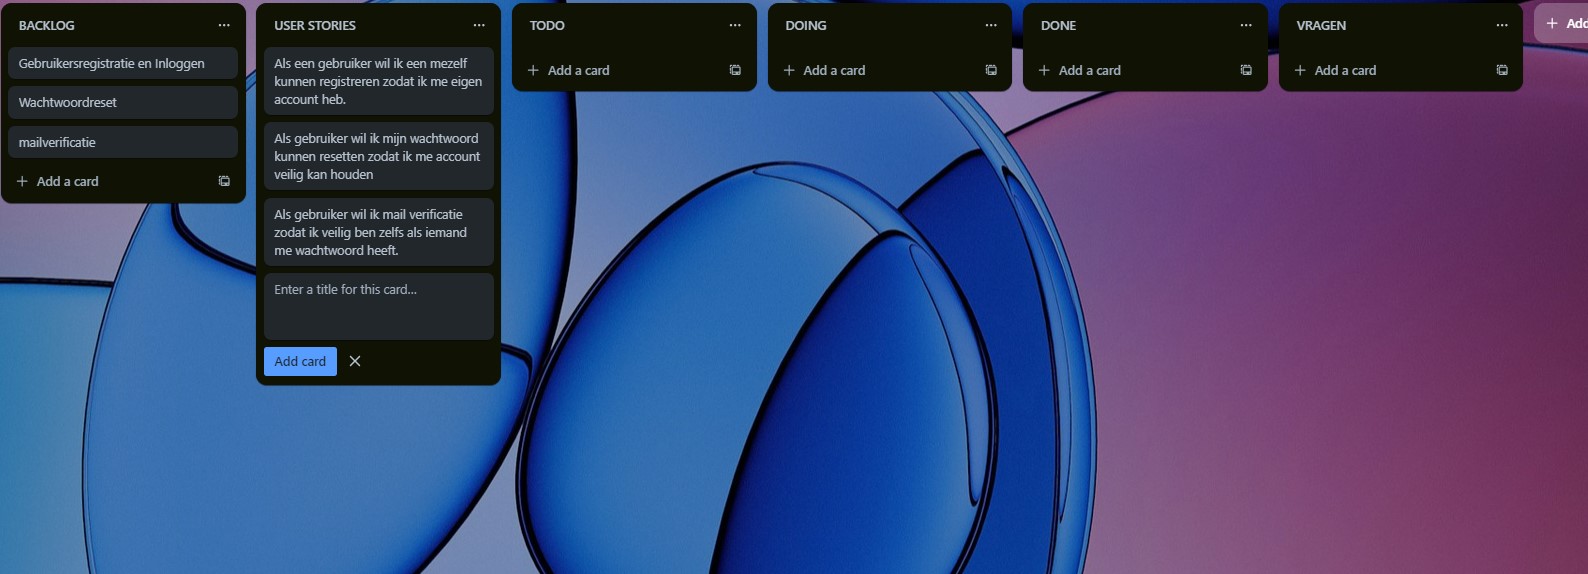 BACKLOG
Gebruikersregistratie en Inloggen
Wachtwoordreset
mailverificatie
Add a card
USER STORIES
Als een gebruiker wil ik een mezelf
kunnen registreren zodat ik me eigen
account heb.
Als gebruiker wil ik mijn wachtwoord
kunnen resetten zodat ik me account
veilig kan houden
Als gebruiker wil ik mail verificatie
zodat ik veilig ben zelfs als iemand
me wachtwoord heeft.
Enter a title for this card...
Add card
TODO
Add a card
DOING
Add a card
DONE
Add a card
VRAGEN
Add a card
Add